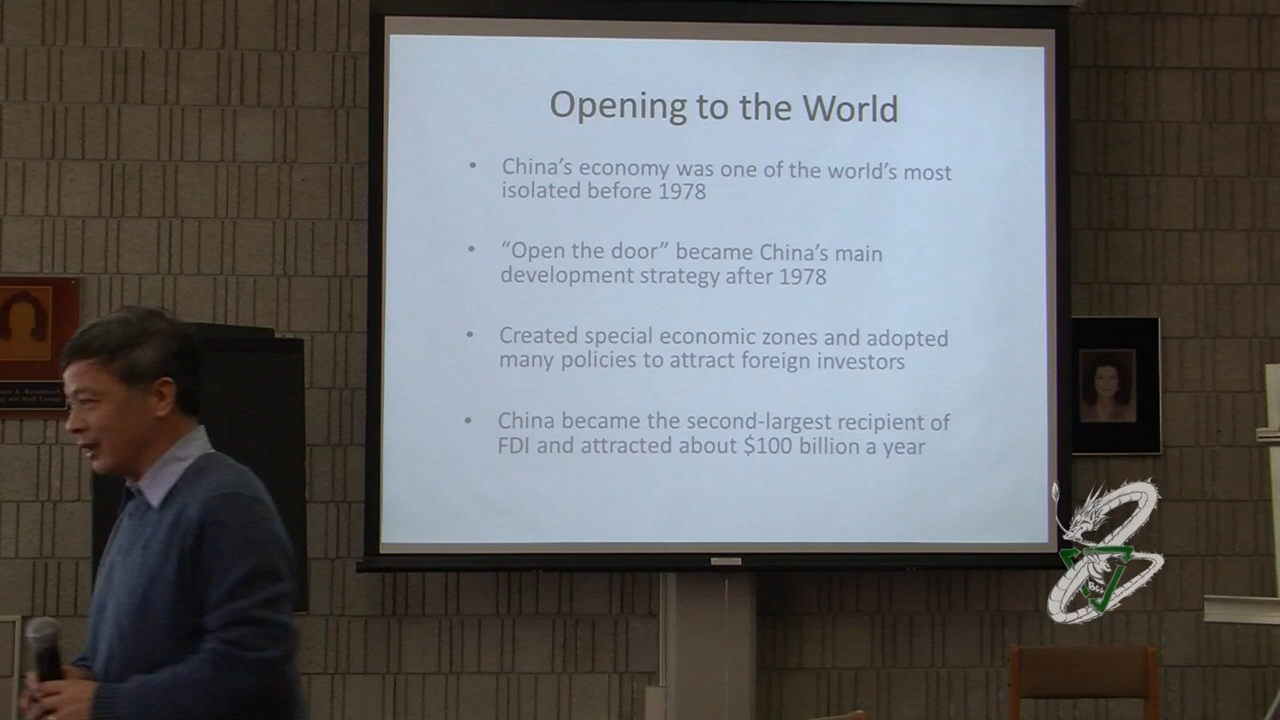 Opening to the World
• China's economy was one of the world's most
isolated before 1978
• “Open the door” became China's main
development strategy after 1978
• Created special economic zones and adopted
many policies to attract foreign investors
• China became the second-largest recipient of
FDI and attracted about $100 billion a year